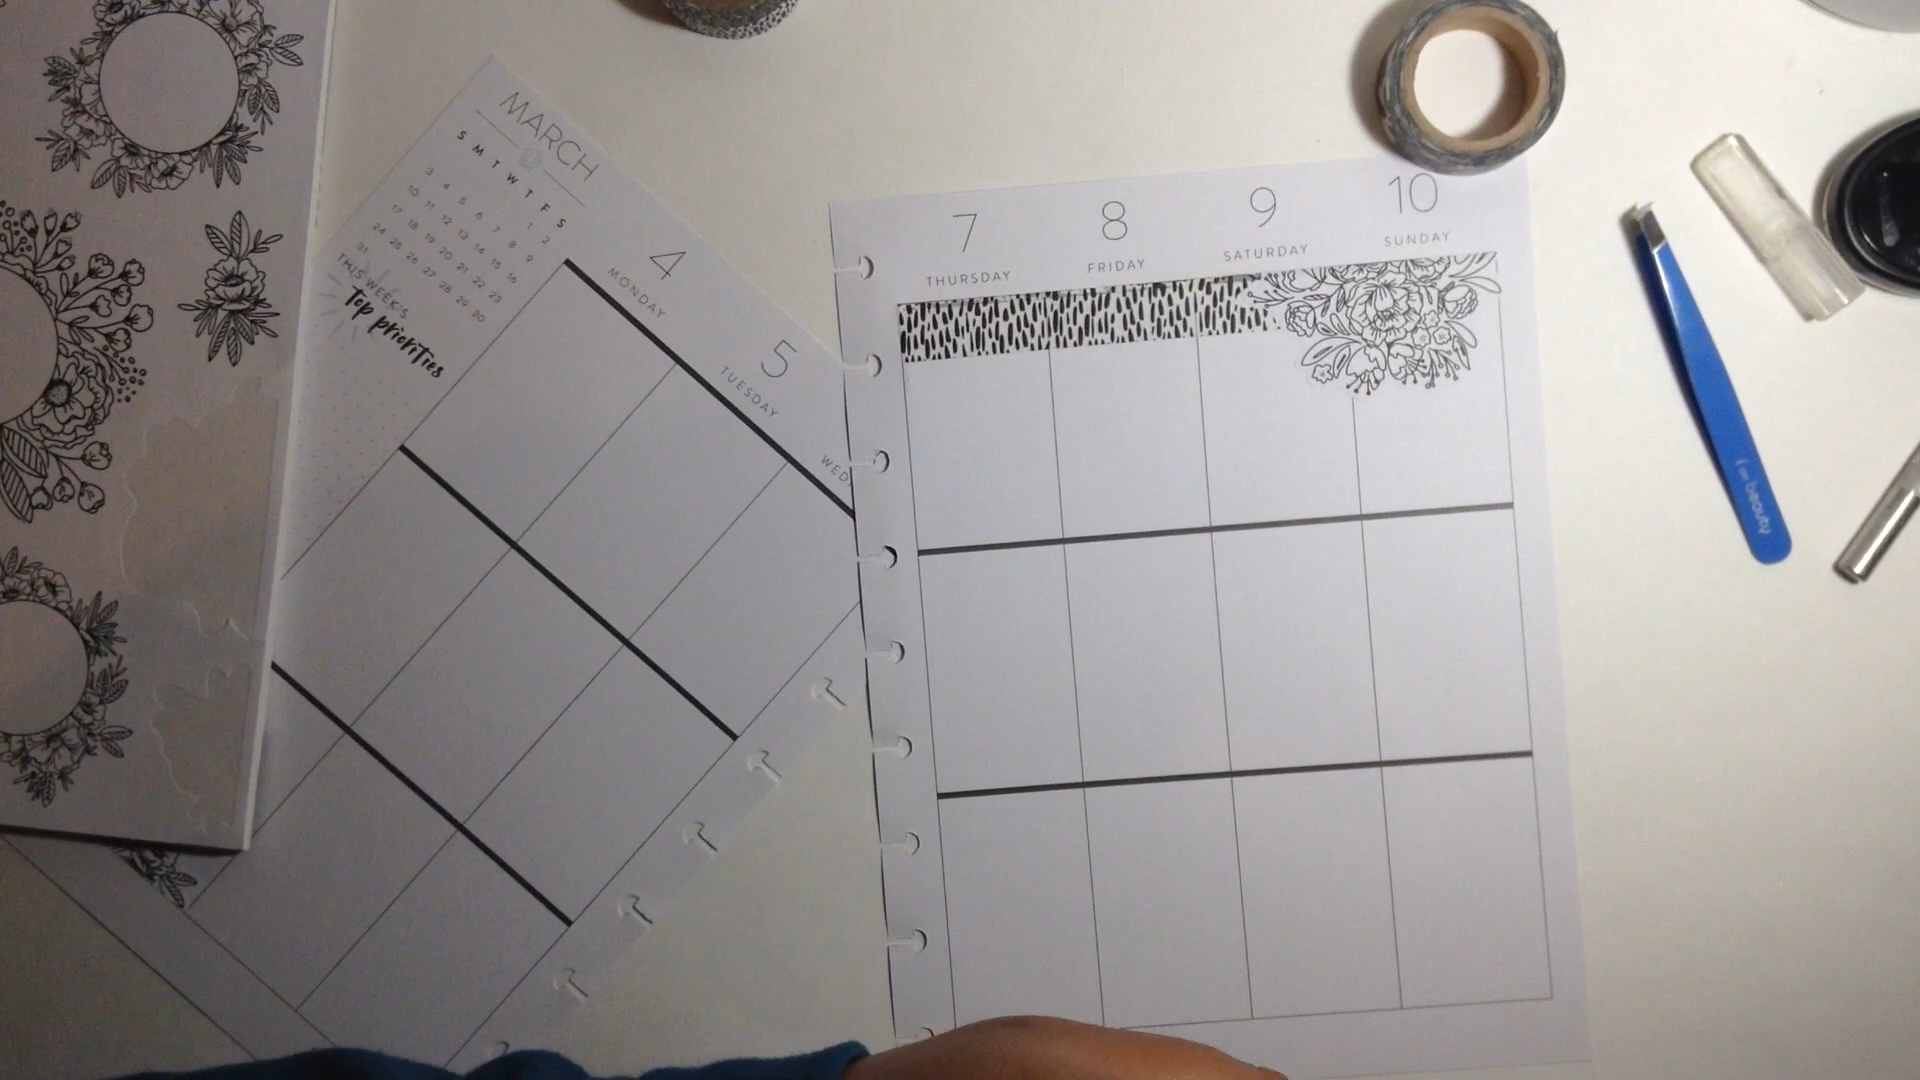 MARCH
S M T W T F S
1 2
3 4 5 6 7 8 9
10 11 12 13 14 15 16
17 18 19 20 21 22 23
24 25 26 27 28 29 30
31
THIS WEEK'S
Top priorities
4
MONDAY
5
TUESDAY
WED
7 8 9 10
THURSDAY FRIDAY SATURDAY SUNDAY
beauty